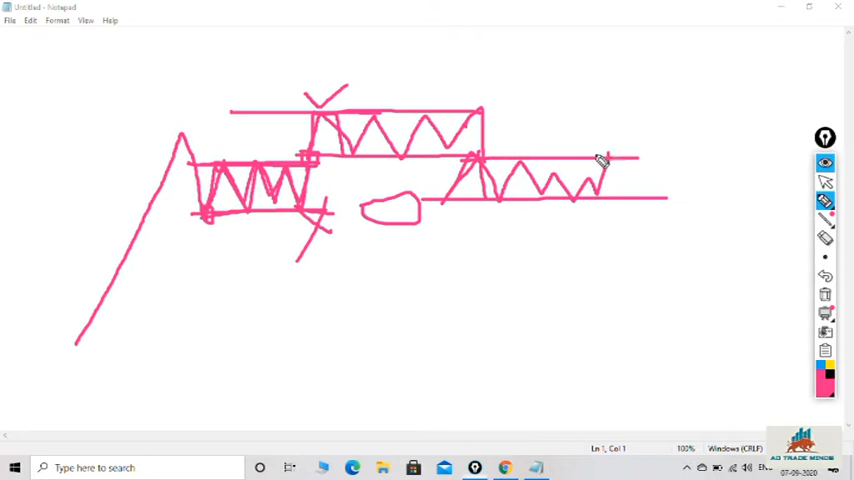 Untitled - Notepad
File Edit Format View Help
Ln 1, Col 1 100% Windows (CRLF)
AD TRADE MINDS
Type here to search
07-09-2020